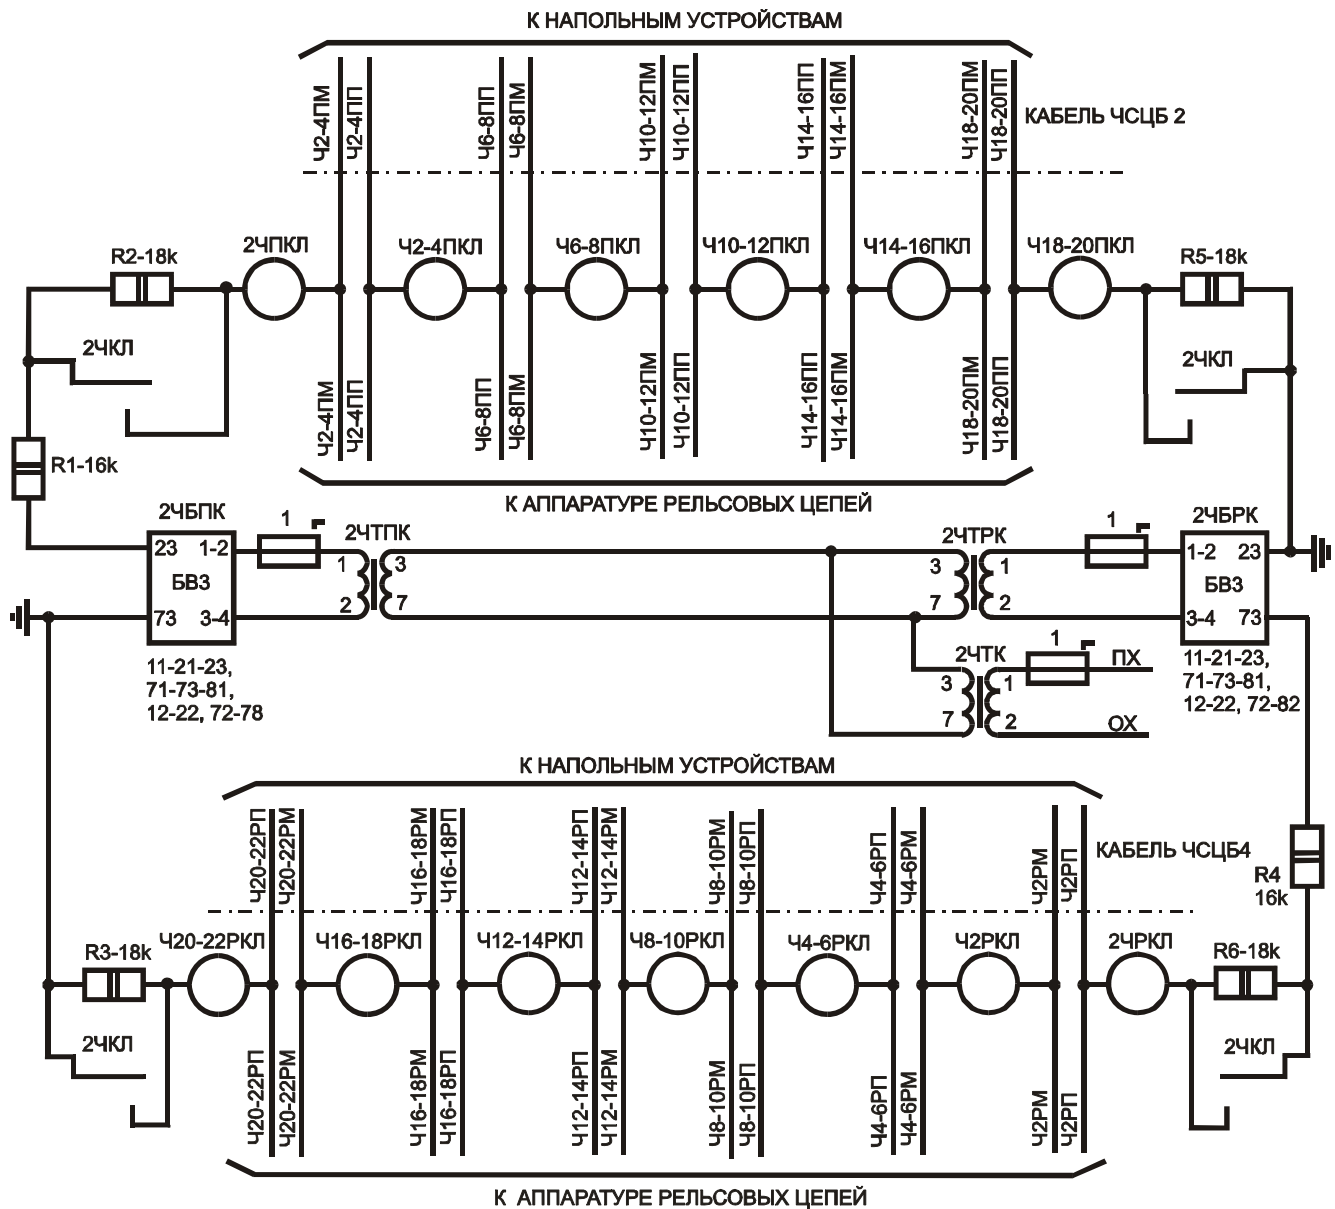 К НАПОЛЬНЫМ УСТРОЙСТВАМ
Ч2-4ПМ
Ч2-4ПП
Ч6-8ПП
Ч6-8ПМ
Ч10-12ПМ
Ч10-12ПП
Ч14-16ПП
Ч14-16ПМ
Ч18-20ПМ
Ч18-20ПП
КАБЕЛЬ ЧСЦБ 2
R2-18k
2ЧПКЛ
Ч2-4ПКЛ
Ч6-8ПКЛ
Ч10-12ПКЛ
Ч14-16ПКЛ
Ч18-20ПКЛ
R5-18k
2ЧКЛ
2ЧКЛ
Ч2-4ПМ
Ч2-4ПП
Ч6-8ПП
Ч6-8ПМ
Ч10-12ПМ
Ч10-12ПП
Ч14-16ПП
Ч14-16ПМ
Ч18-20ПМ
Ч18-20ПП
R1-16k
К АППАРАТУРЕ РЕЛЬСОВЫХ ЦЕПЕЙ
2ЧБПК
1
2ЧТПК
2ЧТРК
1
2ЧБРК
23 1-2
БВ3
73 3-4
1 3
2 7
3 1
7 2
1-2 23
БВ3
3-4 73
11-21-23,
71-73-81,
12-22, 72-78
2ЧТК
1
ПХ
3 1
7 2
ОХ
11-21-23,
71-73-81,
12-22, 72-82
К НАПОЛЬНЫМ УСТРОЙСТВАМ
Ч20-22РП
Ч20-22РМ
Ч16-18РМ
Ч16-18РП
Ч12-14РП
Ч12-14РМ
Ч8-10РМ
Ч8-10РП
Ч4-6РП
Ч4-6РМ
Ч2РМ
Ч2РП
КАБЕЛЬ ЧСЦБ4
R4
16k
R3-18k
Ч20-22РКЛ
Ч16-18РКЛ
Ч12-14РКЛ
Ч8-10РКЛ
Ч4-6РКЛ
Ч2РКЛ
2ЧРКЛ
R6-18k
2ЧКЛ
2ЧКЛ
Ч20-22РП
Ч20-22РМ
Ч16-18РМ
Ч16-18РП
Ч12-14РП
Ч12-14РМ
Ч8-10РМ
Ч8-10РП
Ч4-6РП
Ч4-6РМ
Ч2РМ
Ч2РП
К АППАРАТУРЕ РЕЛЬСОВЫХ ЦЕПЕЙ